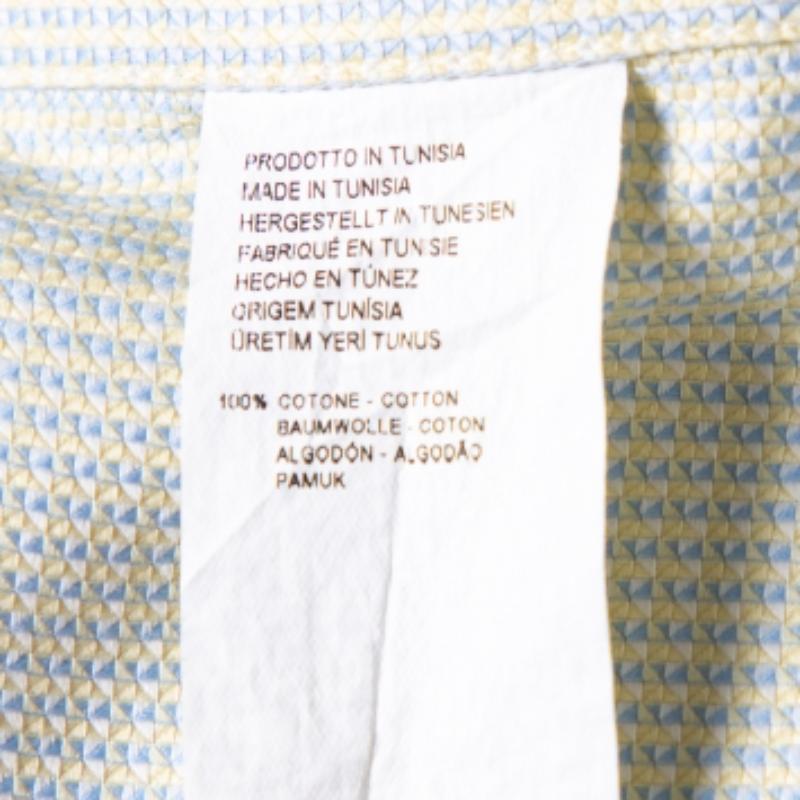 PRODOTTO IN TUNISIA
MADE IN TUNISIA
HERGESTELLT IN TUNESIEN
FABRIQUÉ EN TUNISIE
HECHO EN TÚNEZ
ORIGEM TUNÍSIA
ÜRETİM YERİ TUNUS
100% COTONE - COTTON
BAUMWOLLE - COTON
ALGODÓN - ALGODÃO
PAMUK